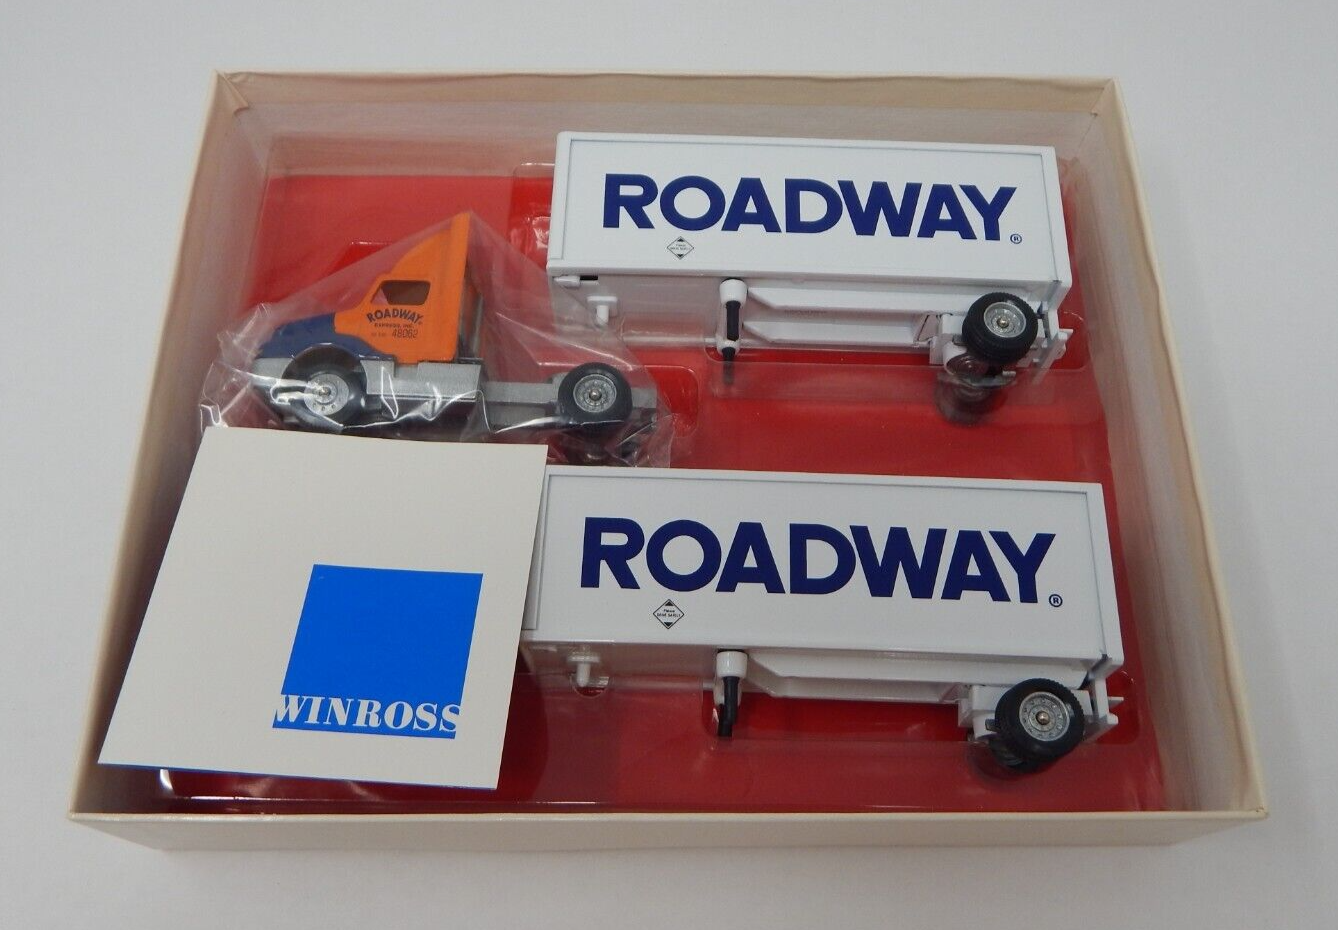 ROADWAY®
ROADWAY
EXPRESS, INC.
48062
ROADWAY®
WINROSS